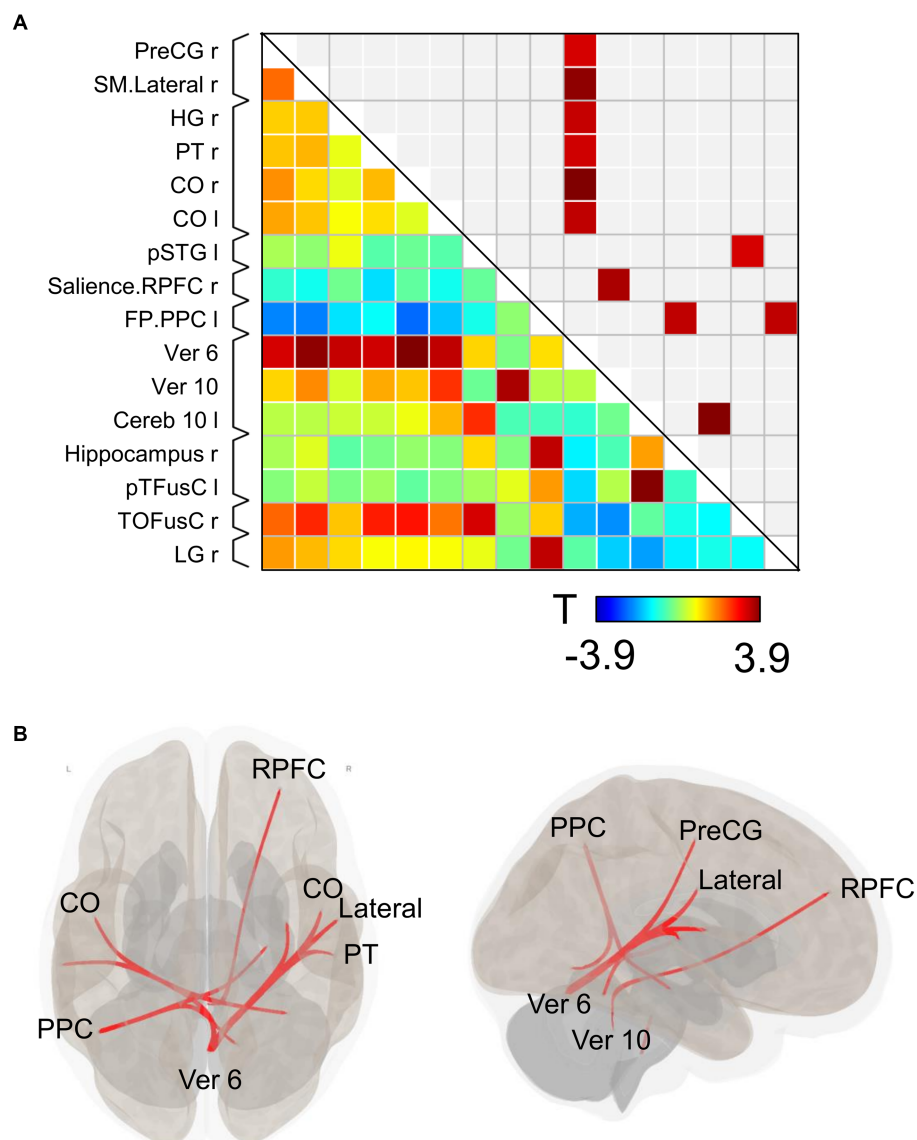 A
PreCG r
SM.Lateral r
HG r
PT r
CO r
CO l
pSTG l
Salience.RPFC r
FP.PPC l
Ver 6
Ver 10
Cereb 10 l
Hippocampus r
pTFusC l
TOFusC r
LG r
T
-3.9 3.9
B
L R
RPFC
CO CO
Lateral
PT
PPC
Ver 6
PPC PreCG
Lateral
RPFC
Ver 6
Ver 10